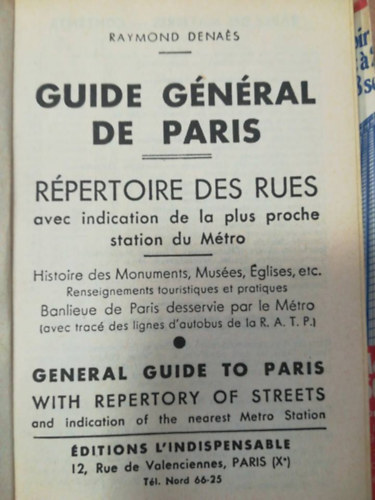 RAYMOND DENAÈS
GUIDE GÉNÉRAL
DE PARIS
RÉPERTOIRE DES RUES
avec indication de la plus proche
station du Métro
Histoire des Monuments, Musées, Églises, etc.
Renseignements touristiques et pratiques
Banlieue de Paris desservie par le Métro
(avec tracé des lignes d'autobus de la R. A. T. P.)
GENERAL GUIDE TO PARIS
WITH REPERTORY OF STREETS
and indication of the nearest Metro Station
ÉDITIONS L'INDISPENSABLE
12, Rue de Valenciennes, PARIS (Xᵉ)
Tél. Nord 66-25